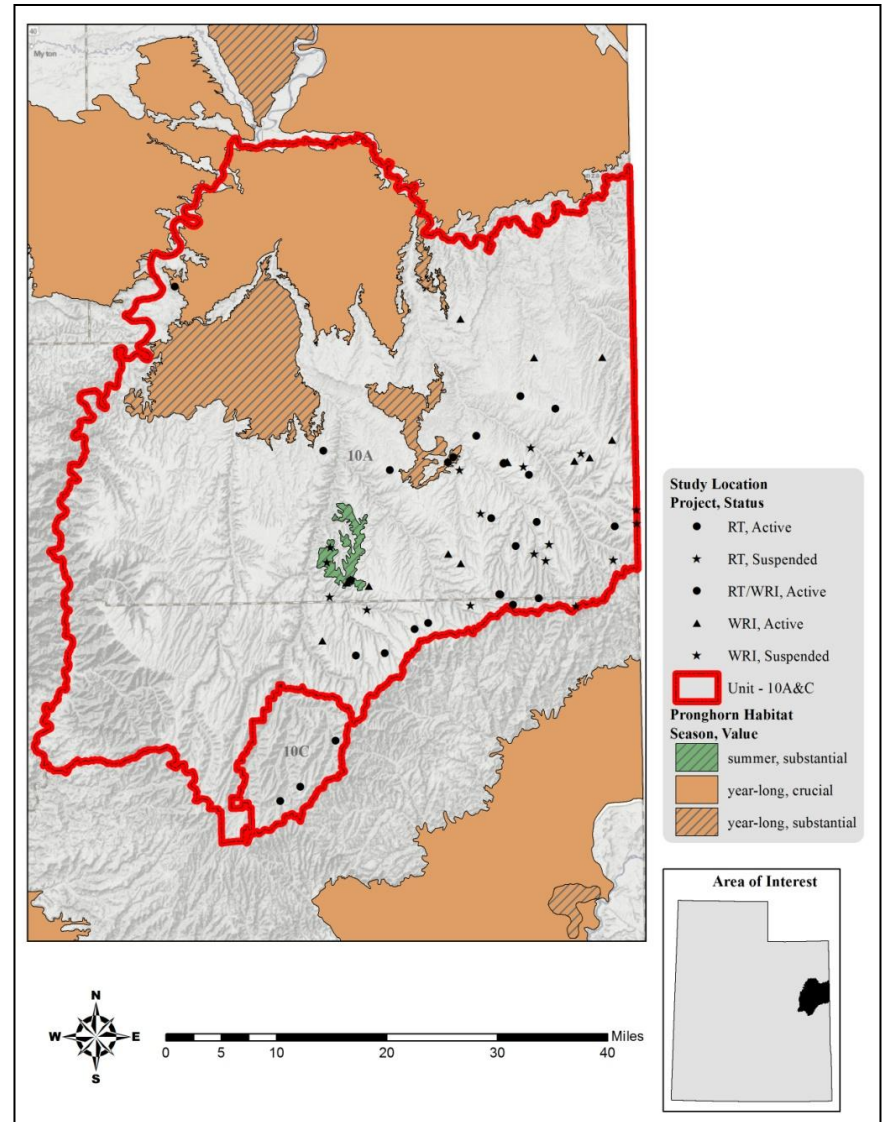 40
Myton
10A
10C
Study Location
Project, Status
RT, Active
RT, Suspended
RT/WRI, Active
WRI, Active
WRI, Suspended
Unit - 10A&C
Pronghorn Habitat
Season, Value
summer, substantial
year-long, crucial
year-long, substantial
Area of Interest
N
W
E
S
Miles
0
5
10
20
30
40